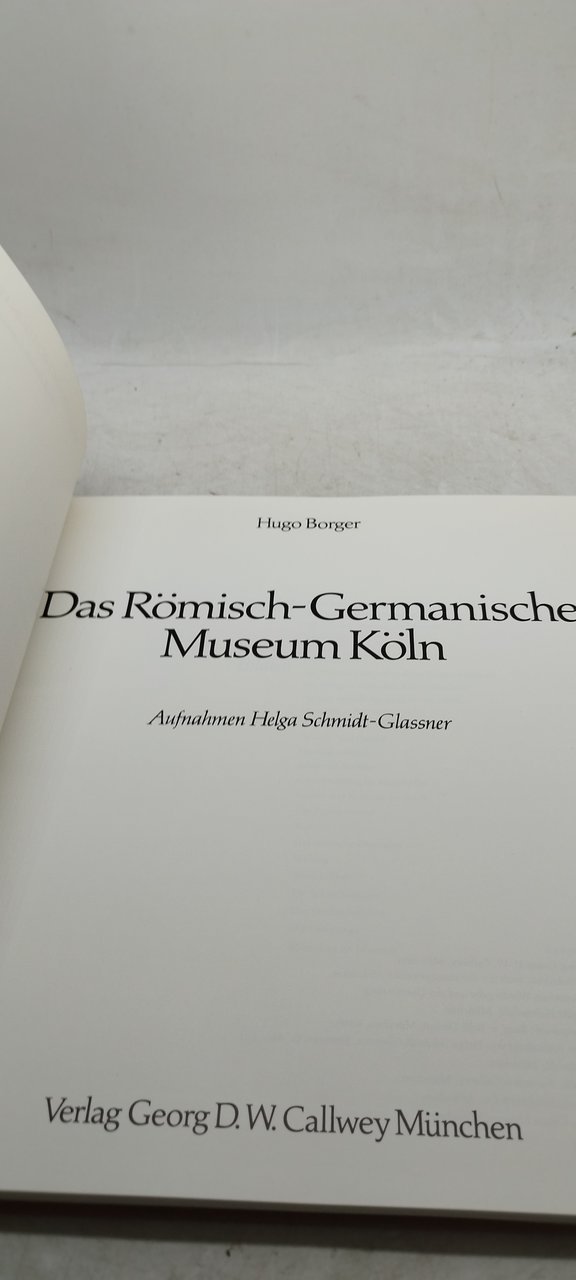 Hugo Borger
Das Römisch-Germanische
Museum Köln
Aufnahmen Helga Schmidt-Glassner
Verlag Georg D. W. Callwey München